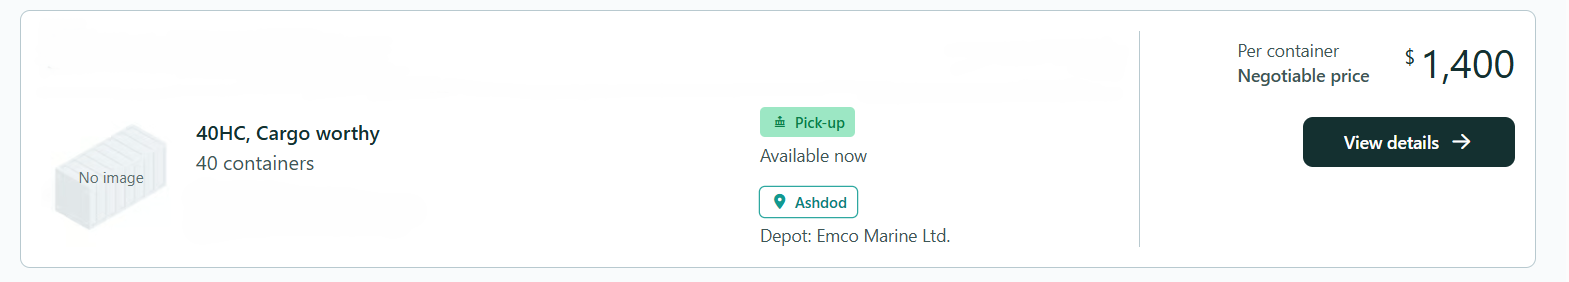 No image
40HC, Cargo worthy
40 containers
Pick-up
Available now
Ashdod
Depot: Emco Marine Ltd.
Per container
Negotiable price
$ 1,400
View details